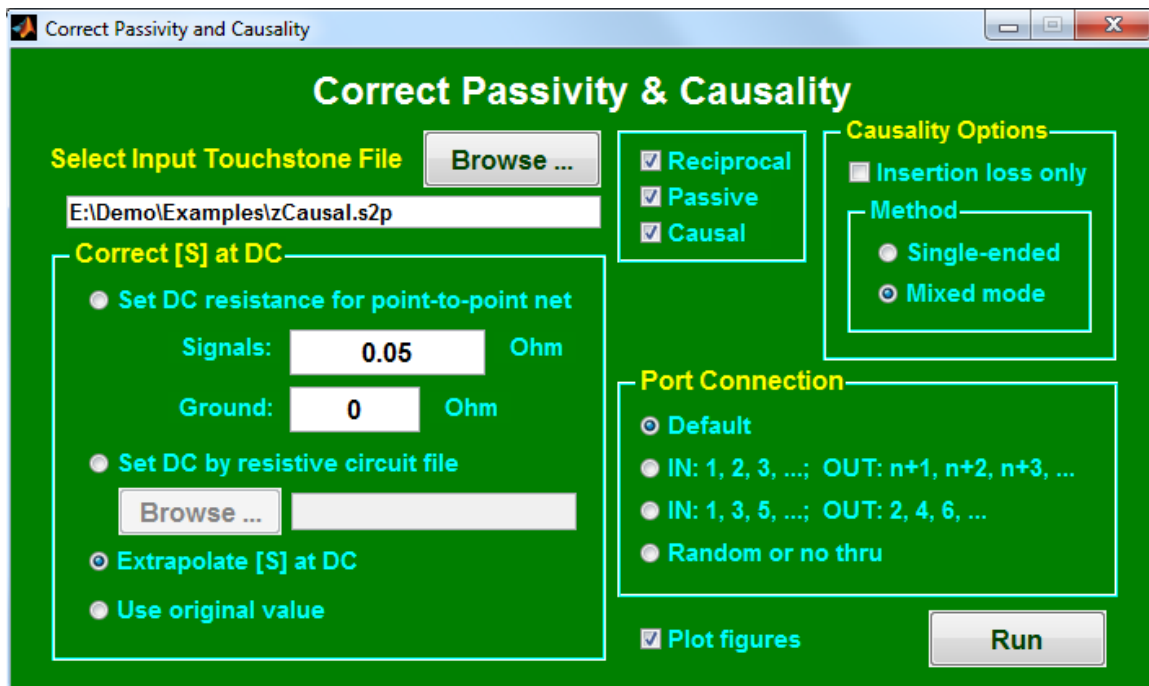 Correct Passivity and Causality
Correct Passivity & Causality
Select Input Touchstone File
Browse ...
E:\Demo\Examples\zCausal.s2p
Correct [S] at DC
Set DC resistance for point-to-point net
Signals: 0.05 Ohm
Ground: 0 Ohm
Set DC by resistive circuit file
Browse ...
Extrapolate [S] at DC
Use original value
Reciprocal
Passive
Causal
Causality Options
Insertion loss only
Method
Single-ended
Mixed mode
Port Connection
Default
IN: 1, 2, 3, ...; OUT: n+1, n+2, n+3, ...
IN: 1, 3, 5, ...; OUT: 2, 4, 6, ...
Random or no thru
Plot figures
Run